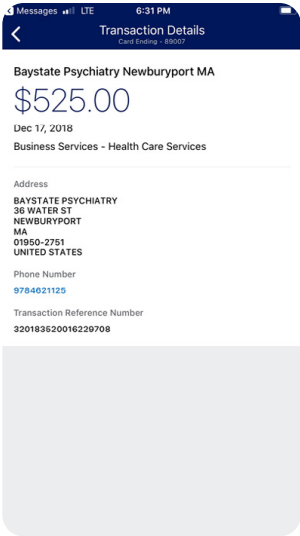 Messages LTE 6:31 PM
Transaction Details
Card Ending - 89007
Baystate Psychiatry Newburyport MA
$525.00
Dec 17, 2018
Business Services - Health Care Services
Address
BAYSTATE PSYCHIATRY
36 WATER ST
NEWBURYPORT
MA
01950-2751
UNITED STATES
Phone Number
9784621125
Transaction Reference Number
320183520016229708